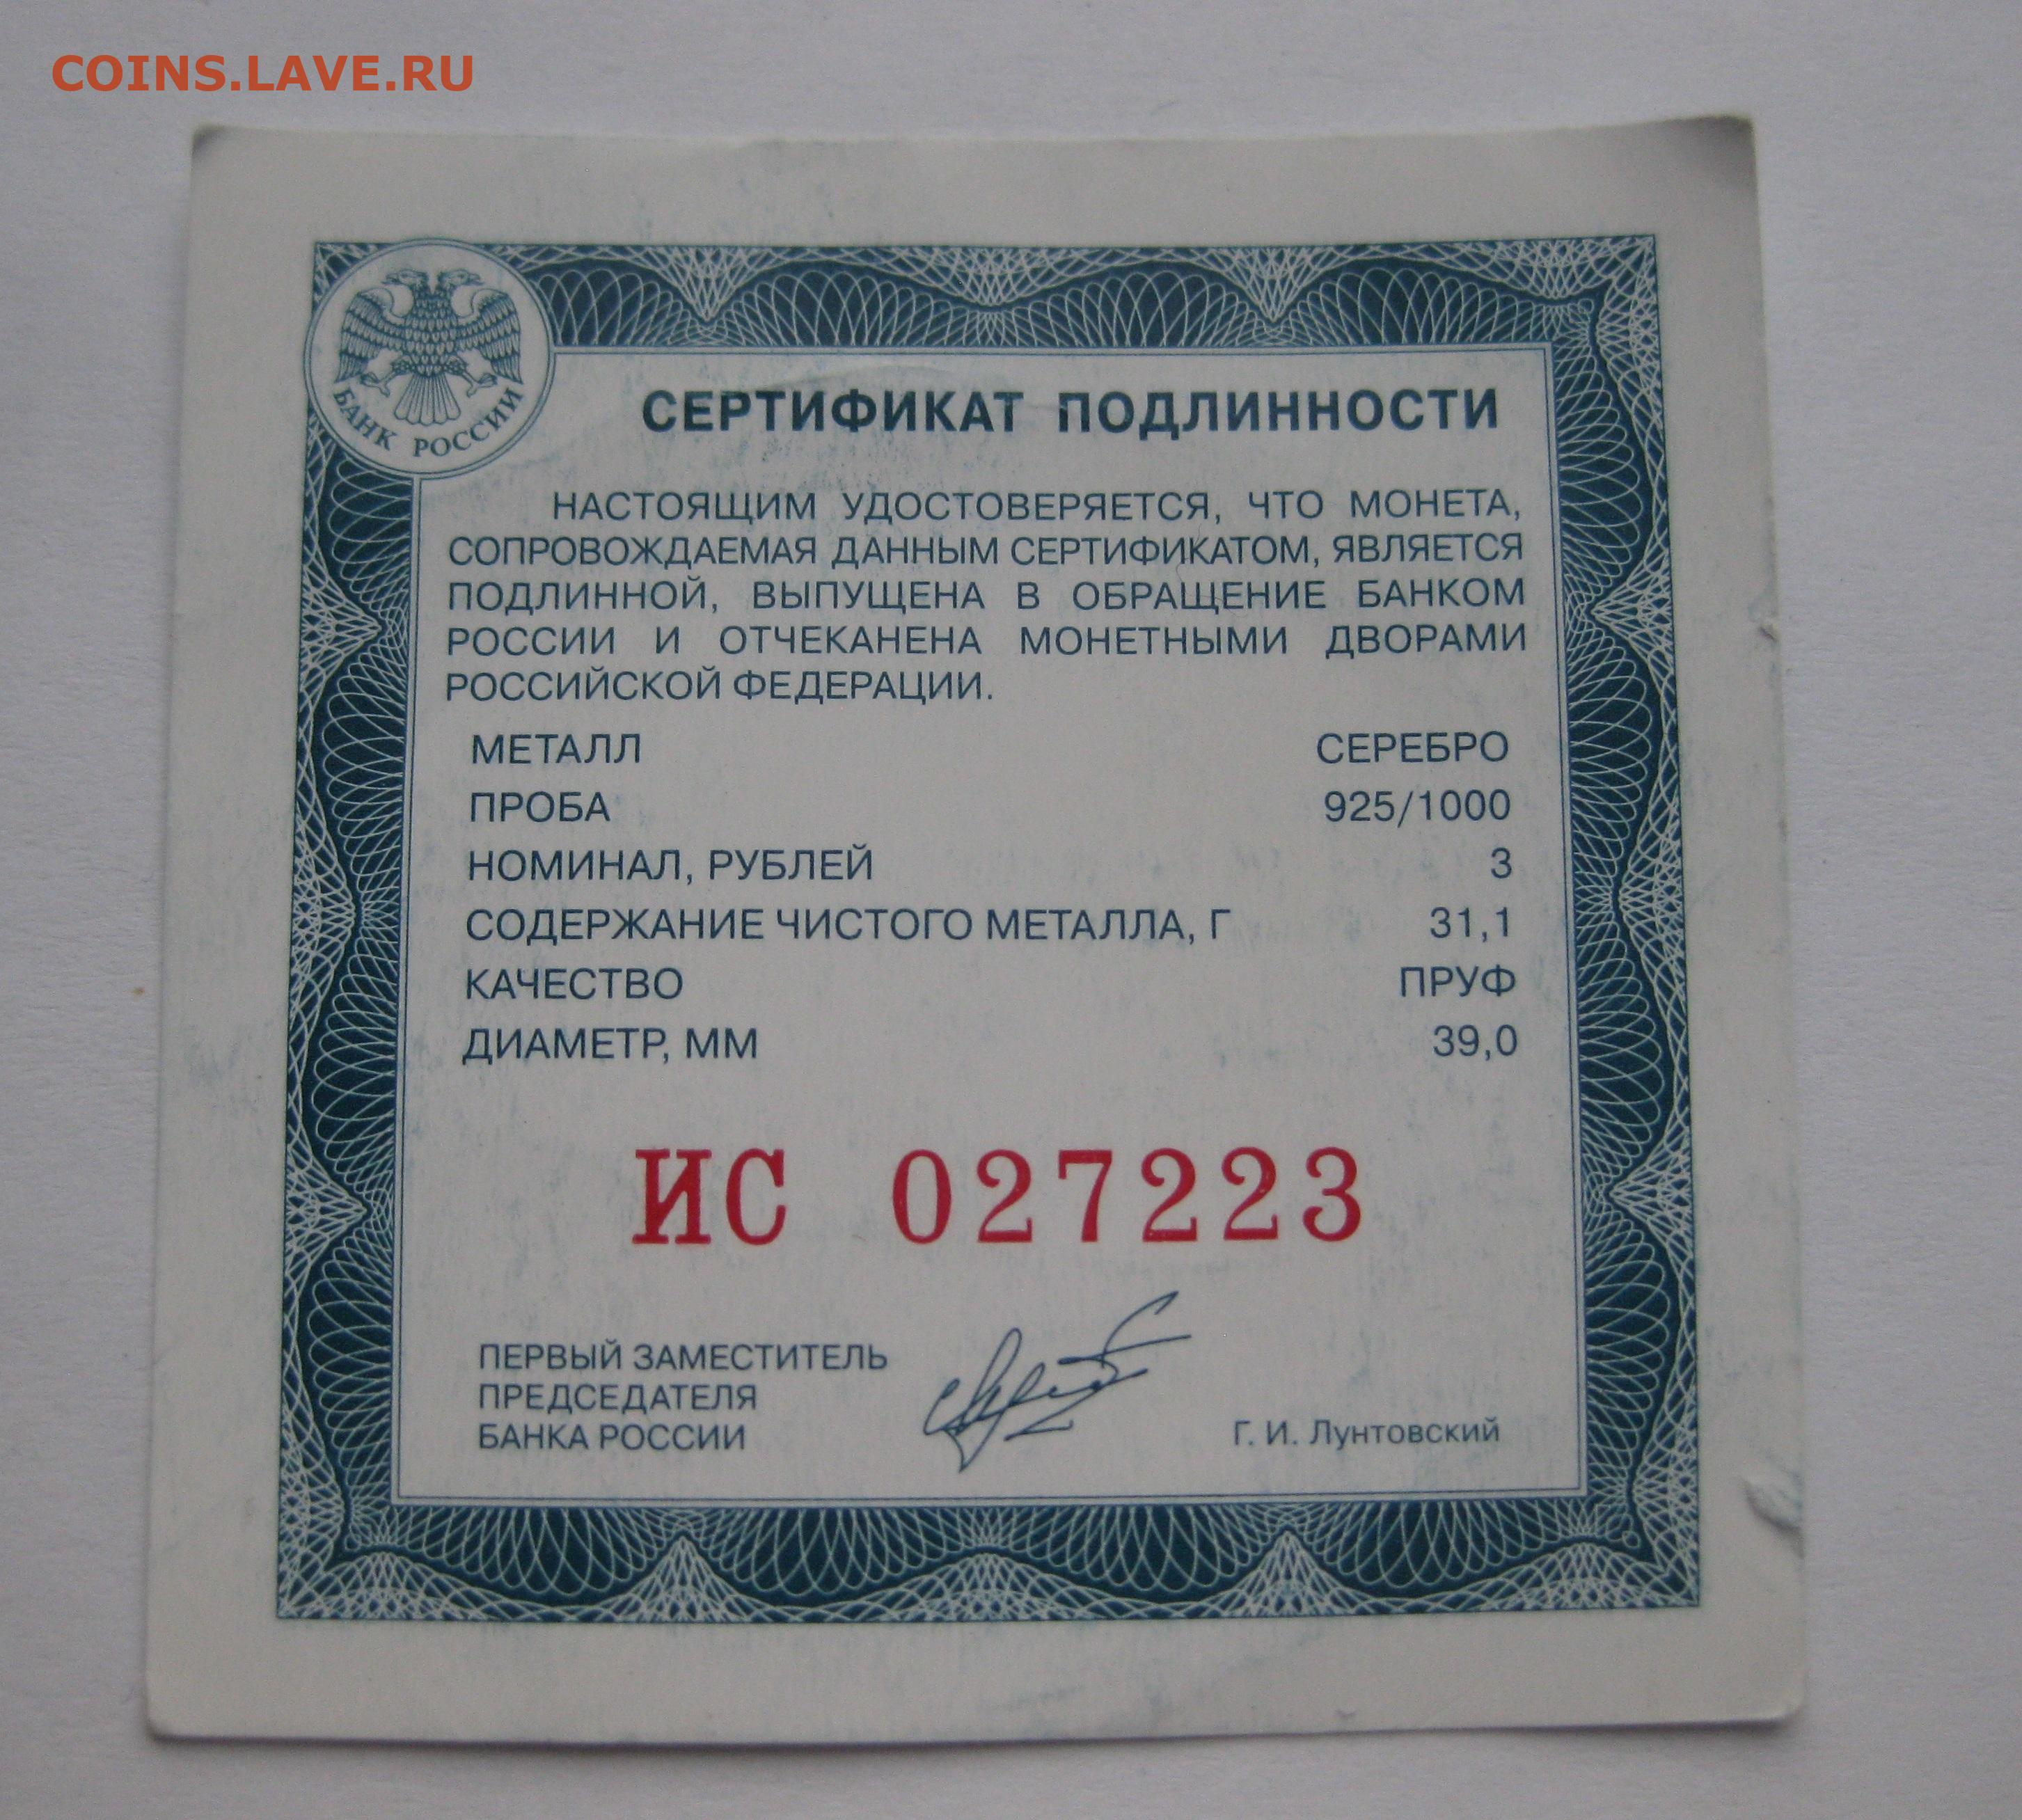 COINS.LAVE.RU
БАНК РОССИИ
СЕРТИФИКАТ ПОДЛИННОСТИ
НАСТОЯЩИМ УДОСТОВЕРЯЕТСЯ, ЧТО МОНЕТА,
СОПРОВОЖДАЕМАЯ ДАННЫМ СЕРТИФИКАТОМ, ЯВЛЯЕТСЯ
ПОДЛИННОЙ, ВЫПУЩЕНА В ОБРАЩЕНИЕ БАНКОМ
РОССИИ И ОТЧЕКАНЕНА МОНЕТНЫМИ ДВОРАМИ
РОССИЙСКОЙ ФЕДЕРАЦИИ.
МЕТАЛЛ СЕРЕБРО
ПРОБА 925/1000
НОМИНАЛ, РУБЛЕЙ 3
СОДЕРЖАНИЕ ЧИСТОГО МЕТАЛЛА, Г 31,1
КАЧЕСТВО ПРУФ
ДИАМЕТР, ММ 39,0
ИС 027223
ПЕРВЫЙ ЗАМЕСТИТЕЛЬ
ПРЕДСЕДАТЕЛЯ
БАНКА РОССИИ Г. И. Лунтовский